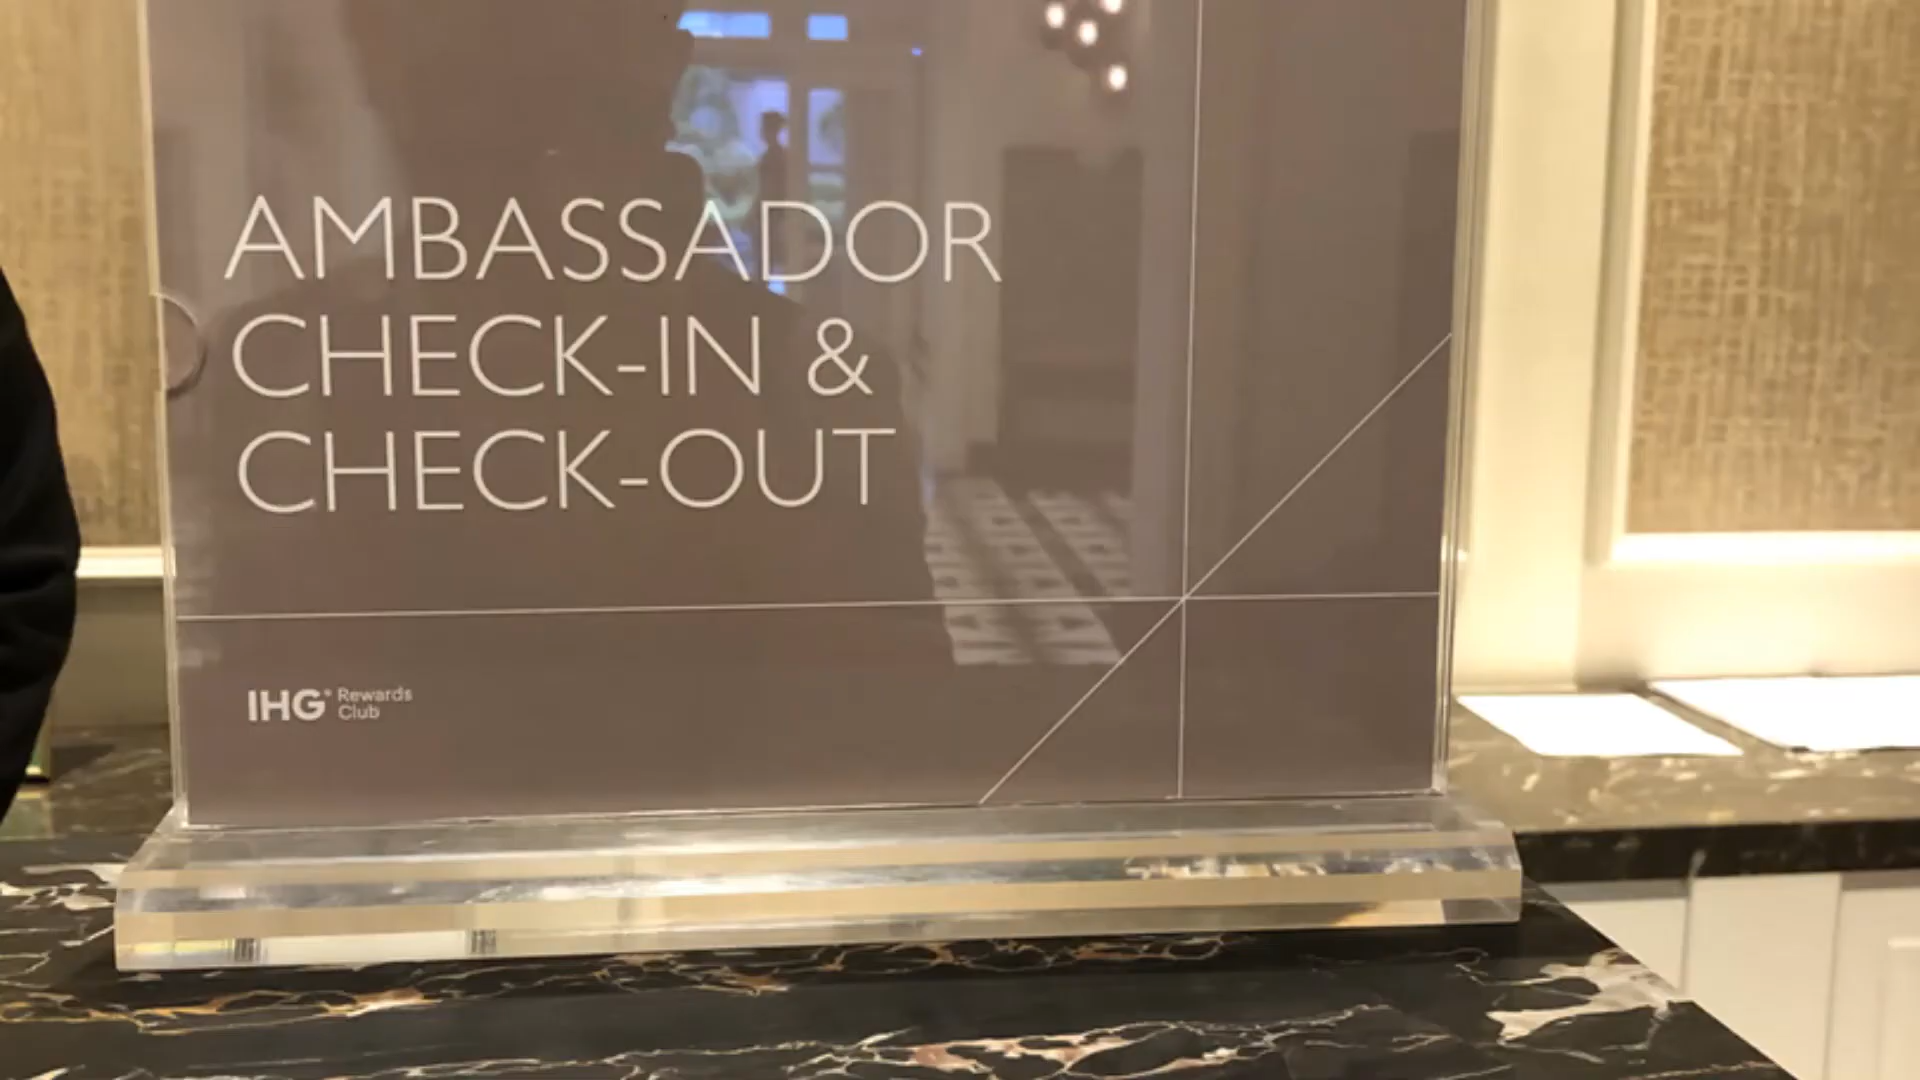 AMBASSADOR
CHECK-IN &
CHECK-OUT
IHG® Rewards
Club